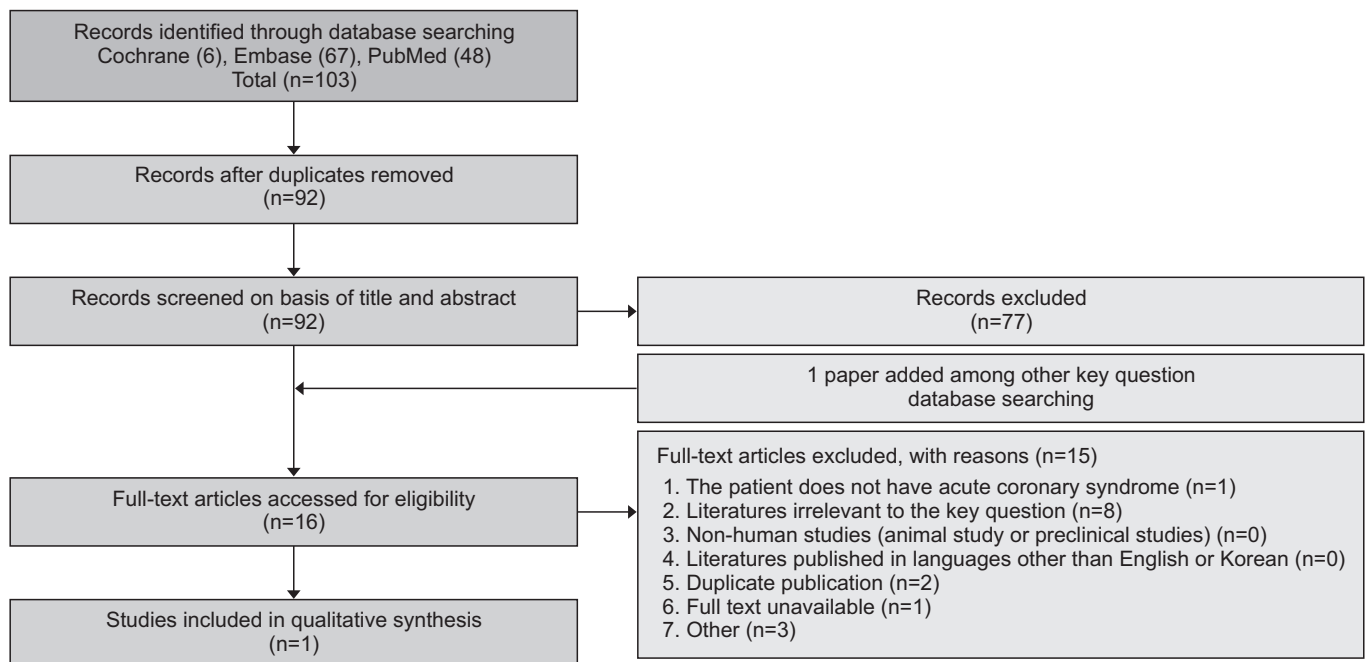 Records identified through database searching
Cochrane (6), Embase (67), PubMed (48)
Total (n=103)
Records after duplicates removed
(n=92)
Records screened on basis of title and abstract
(n=92)
Records excluded
(n=77)
1 paper added among other key question
database searching
Full-text articles accessed for eligibility
(n=16)
Full-text articles excluded, with reasons (n=15)
1. The patient does not have acute coronary syndrome (n=1)
2. Literatures irrelevant to the key question (n=8)
3. Non-human studies (animal study or preclinical studies) (n=0)
4. Literatures published in languages other than English or Korean (n=0)
5. Duplicate publication (n=2)
6. Full text unavailable (n=1)
7. Other (n=3)
Studies included in qualitative synthesis
(n=1)